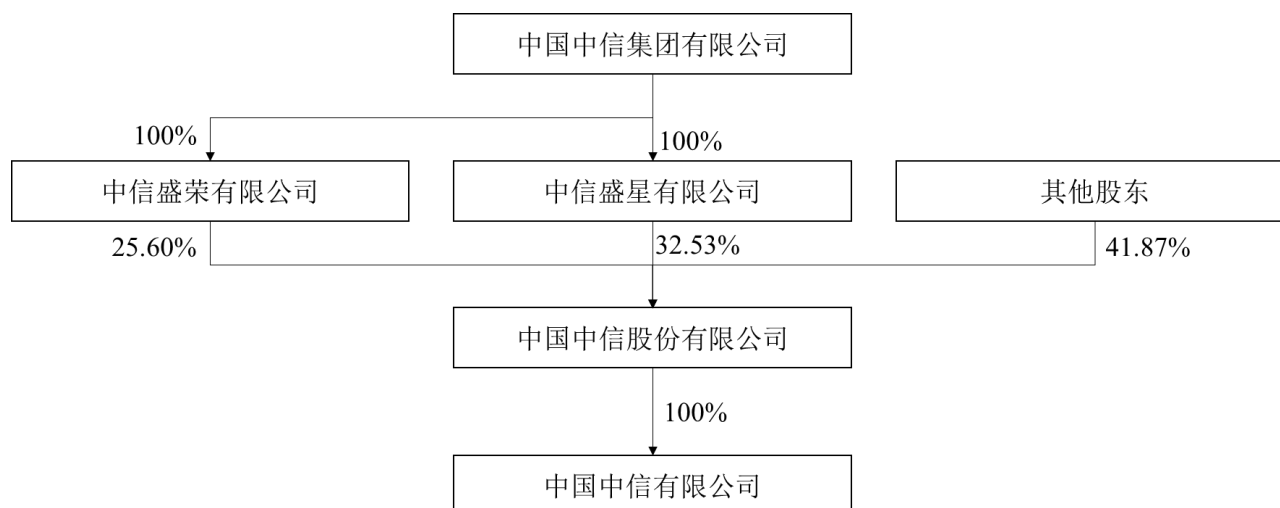 中国中信集团有限公司
100%
100%
中信盛荣有限公司
中信盛星有限公司
其他股东
25.60%
32.53%
41.87%
中国中信股份有限公司
100%
中国中信有限公司